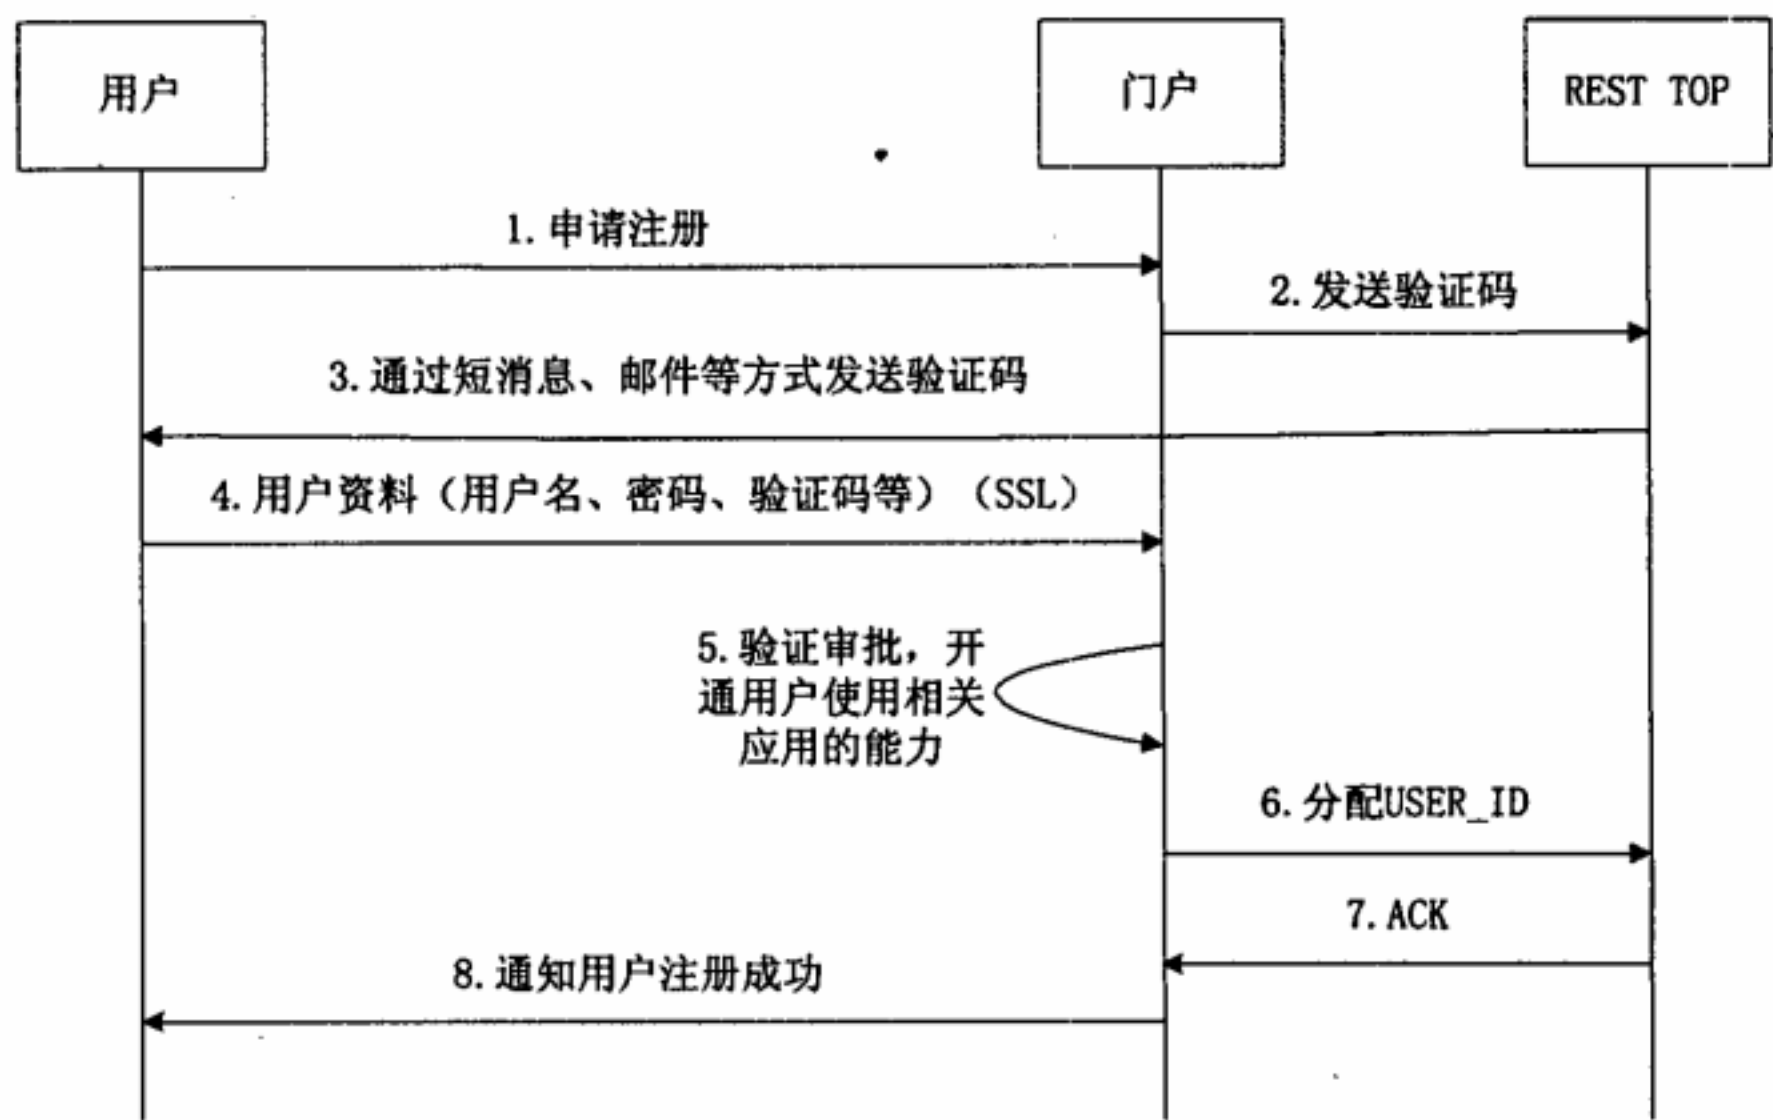 用户
门户
REST TOP
1.申请注册
2.发送验证码
3.通过短消息、邮件等方式发送验证码
4.用户资料（用户名、密码、验证码等）（SSL）
5.验证审批，开
通用户使用相关
应用的能力
6.分配USER_ID
7.ACK
8.通知用户注册成功